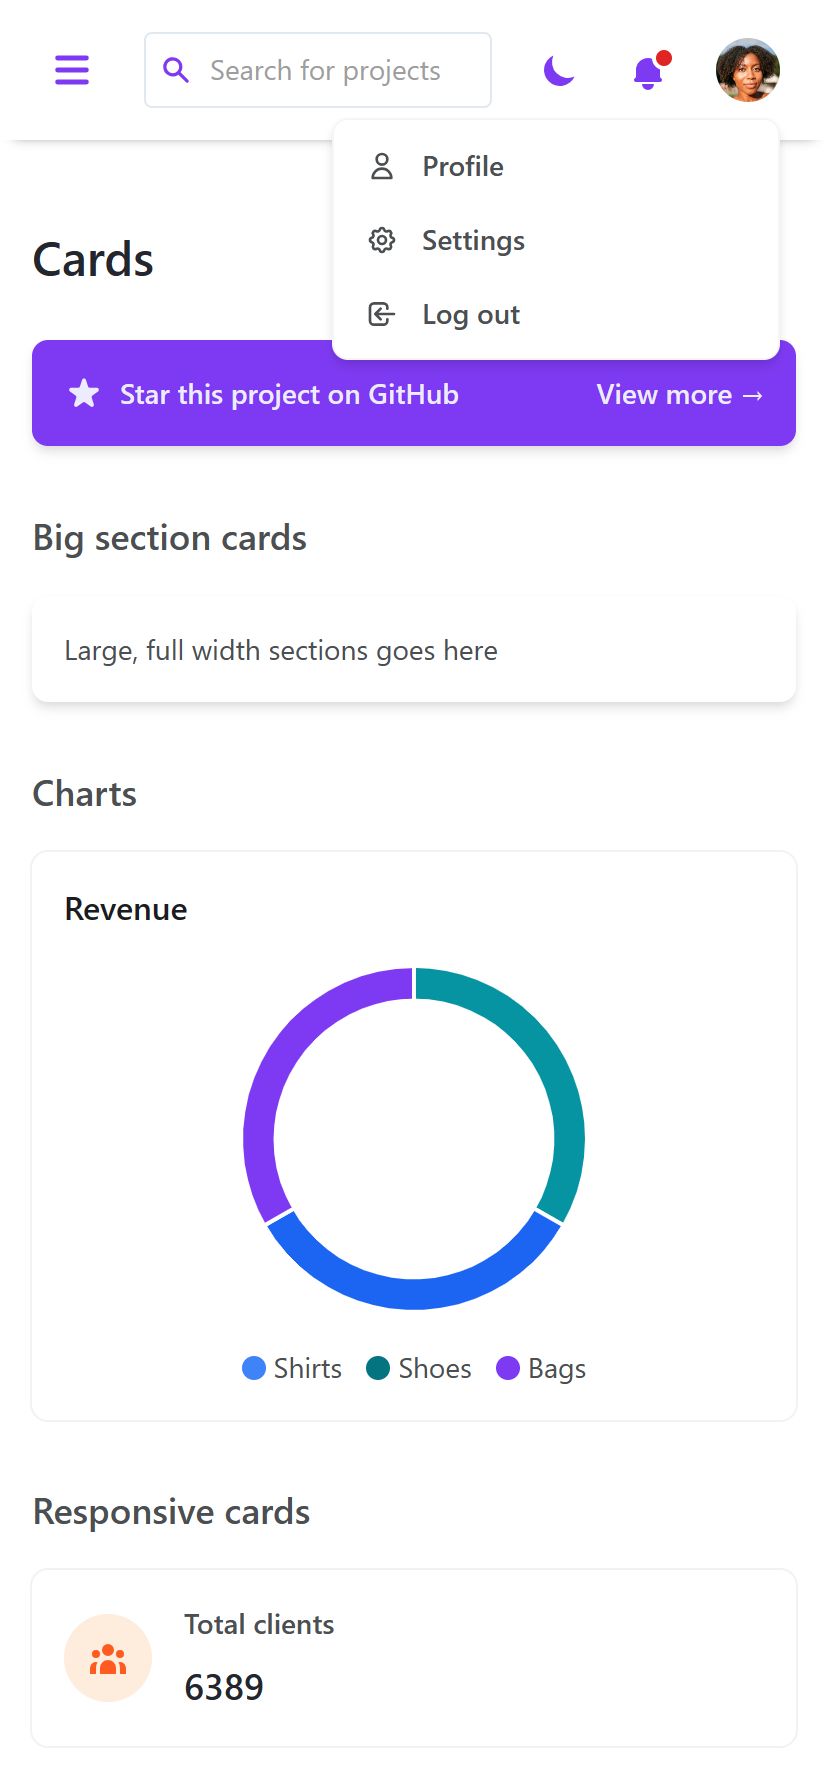 Search for projects
Profile
Settings
Log out
Cards
Star this project on GitHub View more →
Big section cards
Large, full width sections goes here
Charts
Revenue
Shirts Shoes Bags
Responsive cards
Total clients
6389